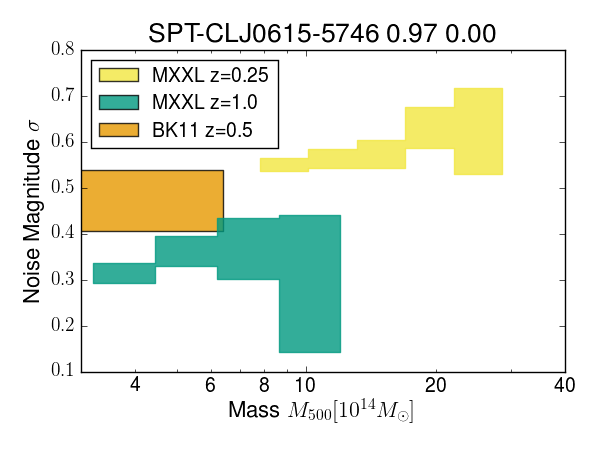 SPT-CLJ0615-5746 0.97 0.00
MXXL z=0.25
MXXL z=1.0
BK11 z=0.5
Noise Magnitude σ
0.8
0.7
0.6
0.5
0.4
0.3
0.2
0.1
4 6 8 10 20 40
Mass M₅₀₀[10¹⁴M☉]